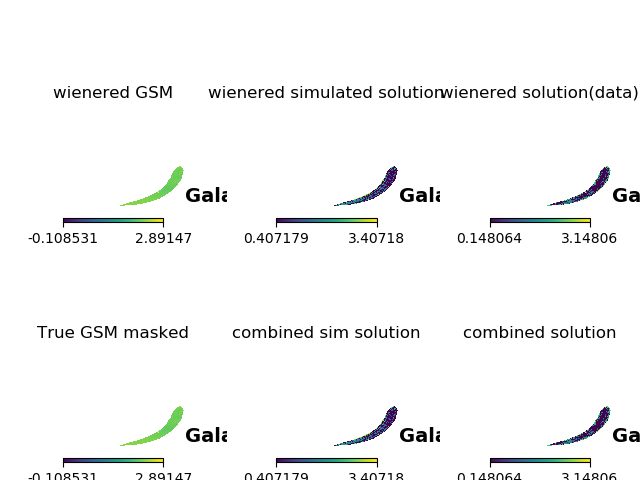 wienered GSM wienered simulated solution wienered solution(data)
Gala Gala Ga
-0.108531 2.89147 0.407179 3.40718 0.148064 3.14806
True GSM masked combined sim solution combined solution
Gala Gala Ga
-0.108531 2.89147 0.407179 3.40718 0.148064 3.14806